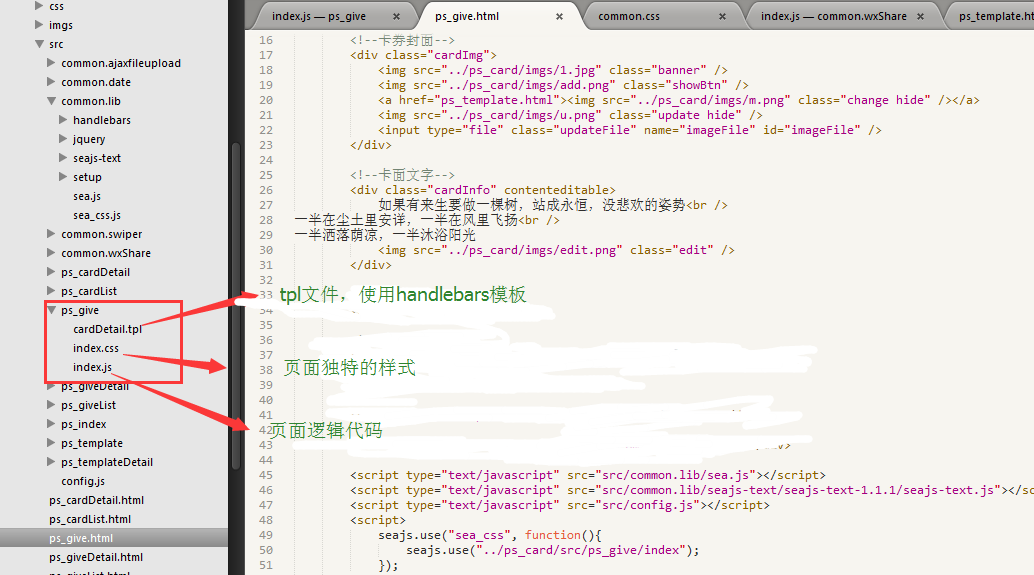 css
imgs
src
common.ajaxfileupload
common.date
common.lib
handlebars
jquery
seajs-text
setup
sea.js
sea_css.js
common.swiper
common.wxShare
ps_cardDetail
ps_cardList
ps_give
cardDetail.tpl
index.css
index.js
ps_giveDetail
ps_giveList
ps_index
ps_template
ps_templateDetail
config.js
ps_cardDetail.html
ps_cardList.html
ps_give.html
ps_giveDetail.html
ps_giveList.html
index.js — ps_give × ps_give.html × common.css × index.js — common.wxShare × ps_template.ht
16 <!--卡券封面-->
17 <div class="cardImg">
18 <img src="../ps_card/imgs/1.jpg" class="banner" />
19 <img src="../ps_card/imgs/add.png" class="showBtn" />
20 <a href="ps_template.html"><img src="../ps_card/imgs/m.png" class="change hide" /></a>
21 <img src="../ps_card/imgs/u.png" class="update hide" />
22 <input type="file" class="updateFile" name="imageFile" id="imageFile" />
23 </div>
24
25 <!--卡面文字-->
26 <div class="cardInfo" contenteditable>
27 如果有来生要做一棵树，站成永恒，没悲欢的姿势<br />
28 一半在尘土里安详，一半在风里飞扬<br />
29 一半洒落荫凉，一半沐浴阳光
30 <img src="../ps_card/imgs/edit.png" class="edit" />
31 </div>
32
33 tpl文件，使用handlebars模板
34
35
36
37
38 页面独特的样式
39
40
41
42 页面逻辑代码
43
44
45 <script type="text/javascript" src="src/common.lib/sea.js"></script>
46 <script type="text/javascript" src="src/common.lib/seajs-text/seajs-text-1.1.1/seajs-text.js"></sc
47 <script type="text/javascript" src="src/config.js"></script>
48 <script>
49 seajs.use("sea_css", function(){
50 seajs.use("../ps_card/src/ps_give/index");
51 });